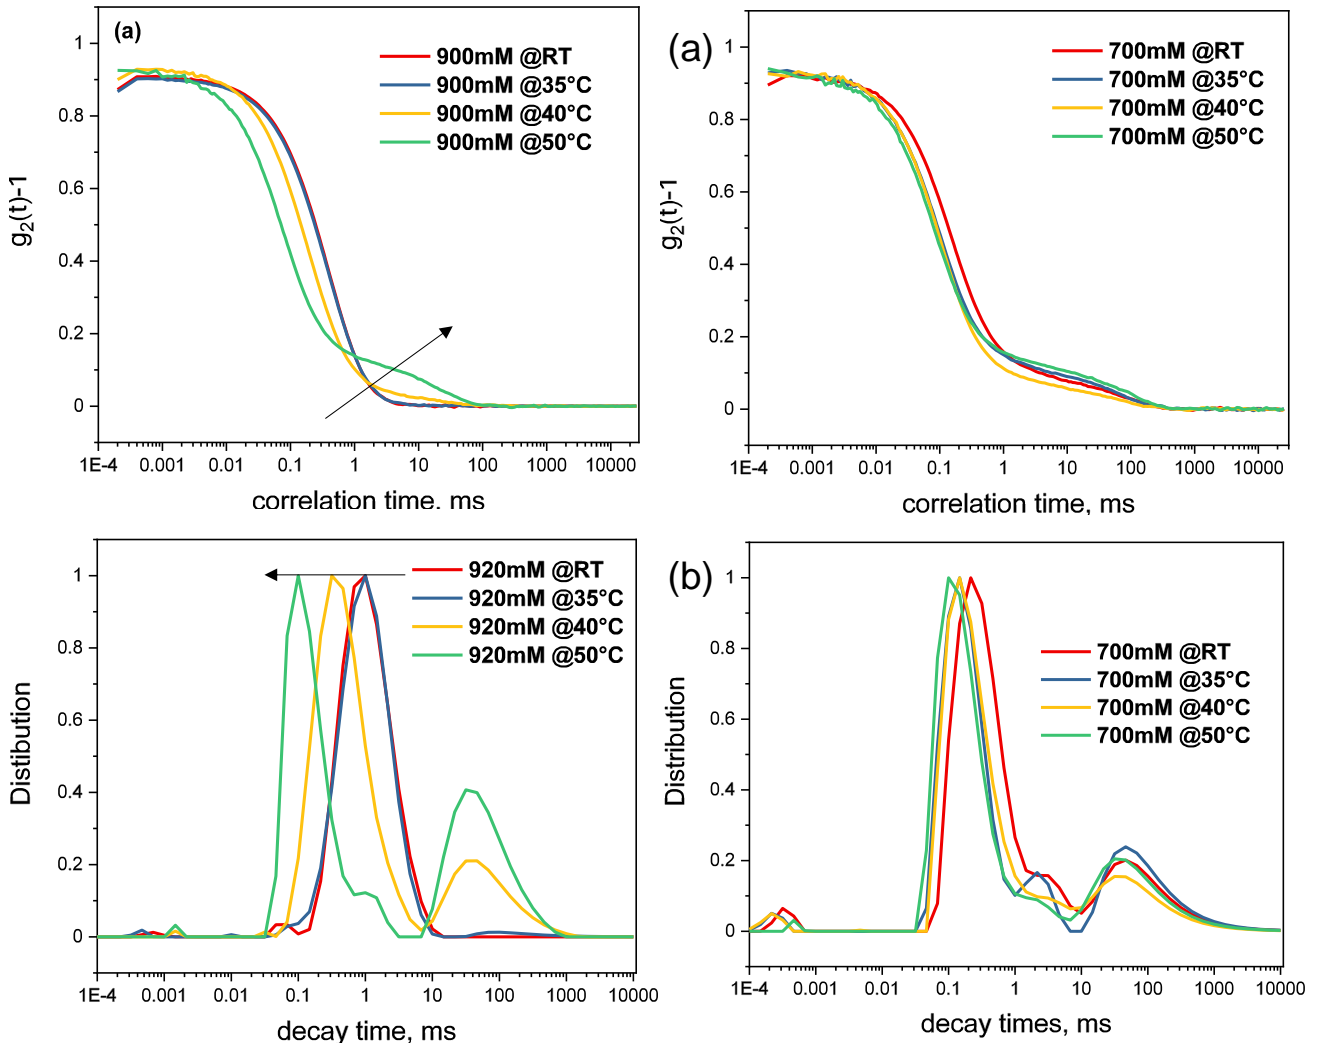 (a)
900mM @RT
900mM @35°C
900mM @40°C
900mM @50°C
1
0.8
0.6
0.4
0.2
0
g2(t)-1
1E-4 0.001 0.01 0.1 1 10 100 1000 10000
correlation time, ms
(a)
700mM @RT
700mM @35°C
700mM @40°C
700mM @50°C
1
0.8
0.6
0.4
0.2
0
g2(t)-1
1E-4 0.001 0.01 0.1 1 10 100 1000 10000
correlation time, ms
920mM @RT
920mM @35°C
920mM @40°C
920mM @50°C
1
0.8
0.6
0.4
0.2
0
Distibution
1E-4 0.001 0.01 0.1 1 10 100 1000 10000
decay time, ms
(b)
700mM @RT
700mM @35°C
700mM @40°C
700mM @50°C
1
0.8
0.6
0.4
0.2
0
Distribution
1E-4 0.001 0.01 0.1 1 10 100 1000 10000
decay times, ms